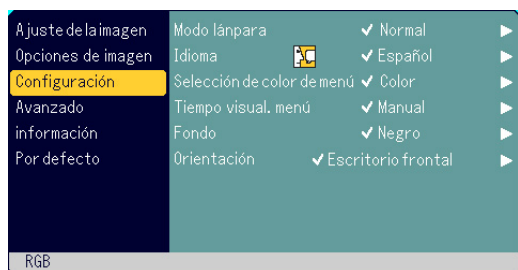 Ajuste de la imagen
Opciones de imagen
Configuración
Avanzado
información
Por defecto
Modo lánpara ✓ Normal ▶
Idioma ✓ Español ▶
Selección de color de menú ✓ Color ▶
Tiempo visual. menú ✓ Manual ▶
Fondo ✓ Negro ▶
Orientación ✓ Escritorio frontal ▶
RGB